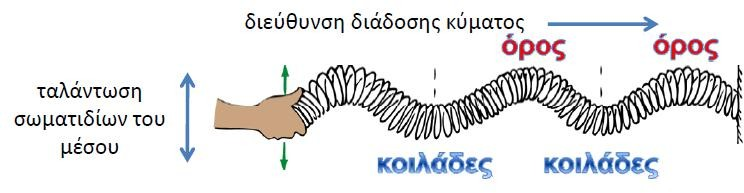 διεύθυνση διάδοσης κύματος
όρος
όρος
ταλάντωση
σωματιδίων του
μέσου
κοιλάδες
κοιλάδες